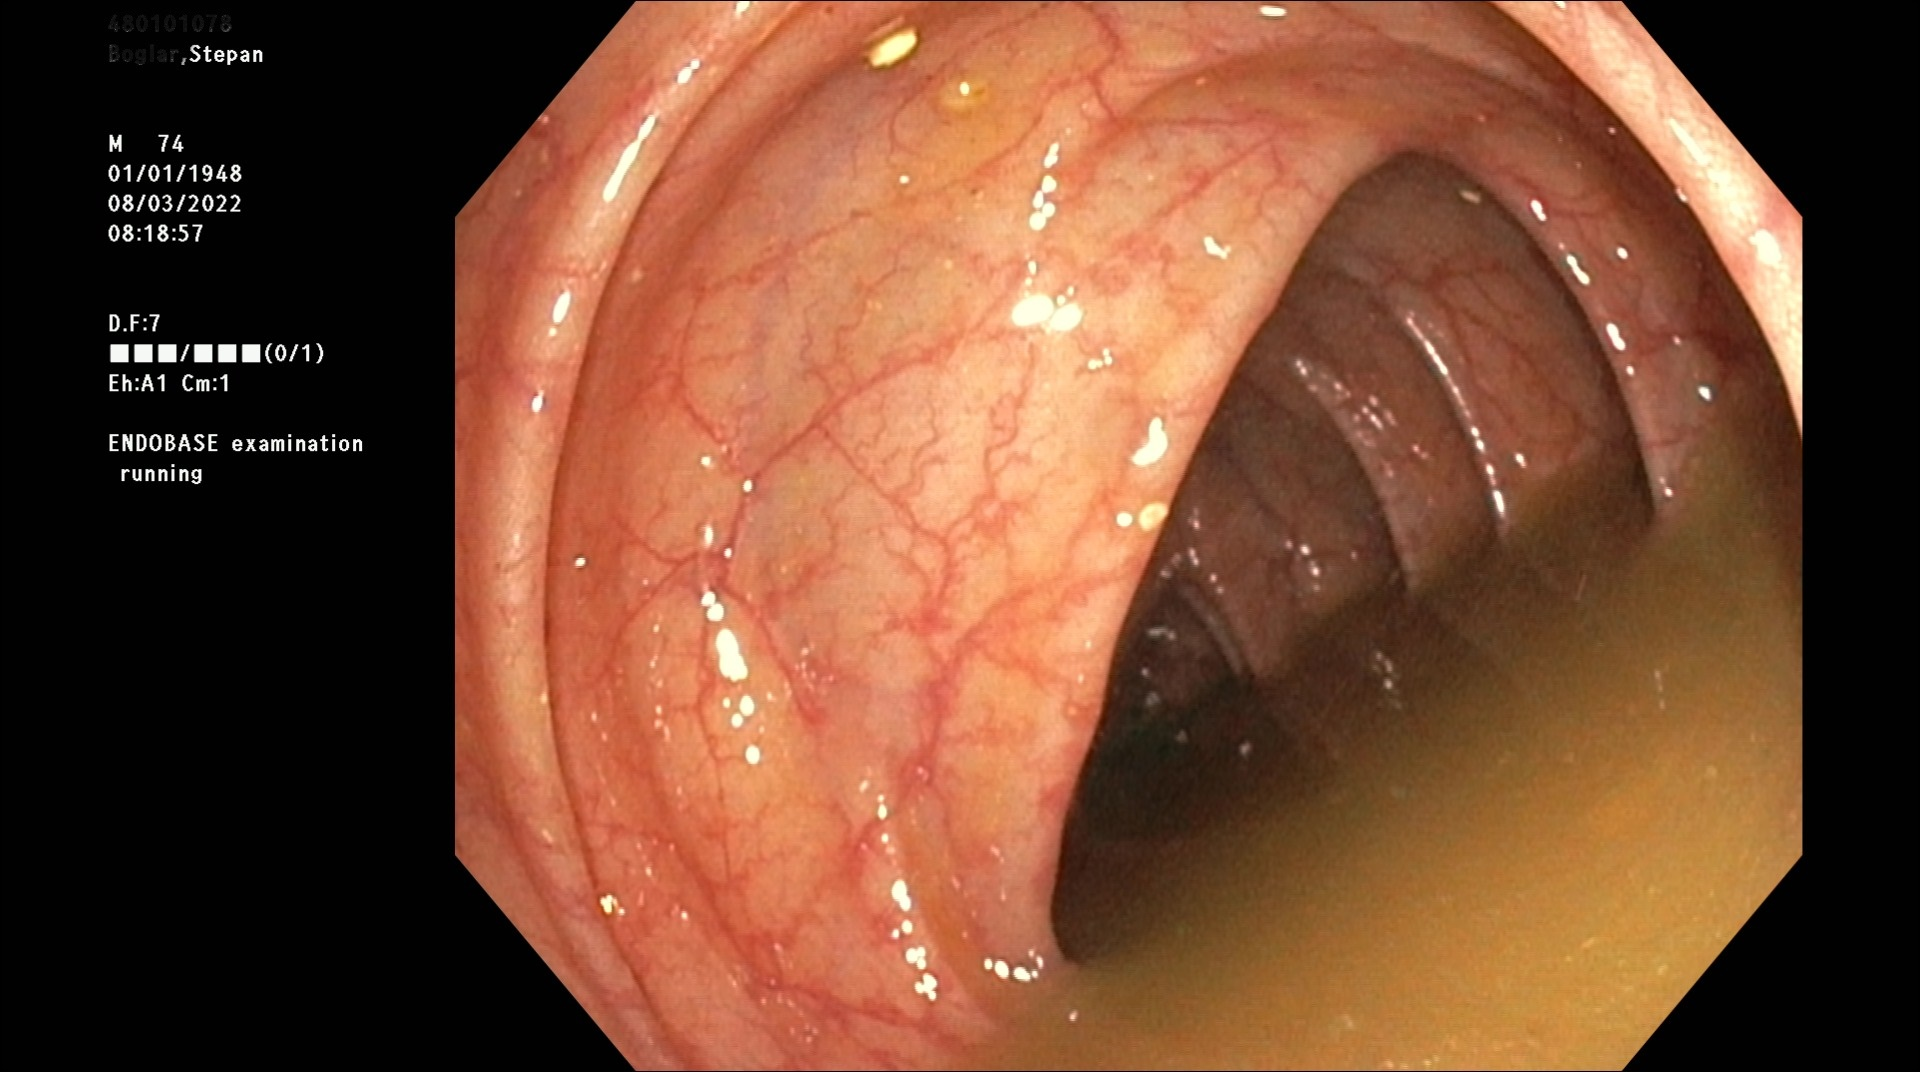 480101078
Boglar,Stepan
M 74
01/01/1948
08/03/2022
08:18:57
D.F:7
■■■/■■■(0/1)
Eh:A1 Cm:1
ENDOBASE examination
running